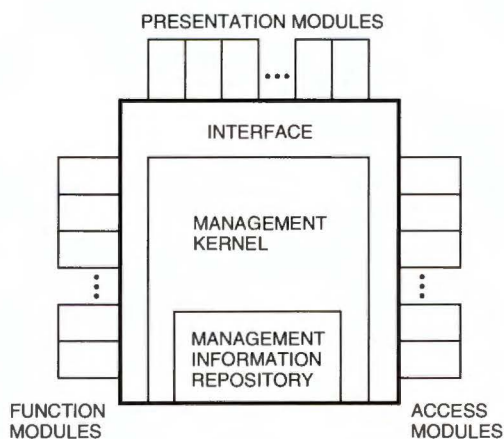 PRESENTATION MODULES
INTERFACE
MANAGEMENT
KERNEL
MANAGEMENT
INFORMATION
REPOSITORY
FUNCTION
MODULES
ACCESS
MODULES